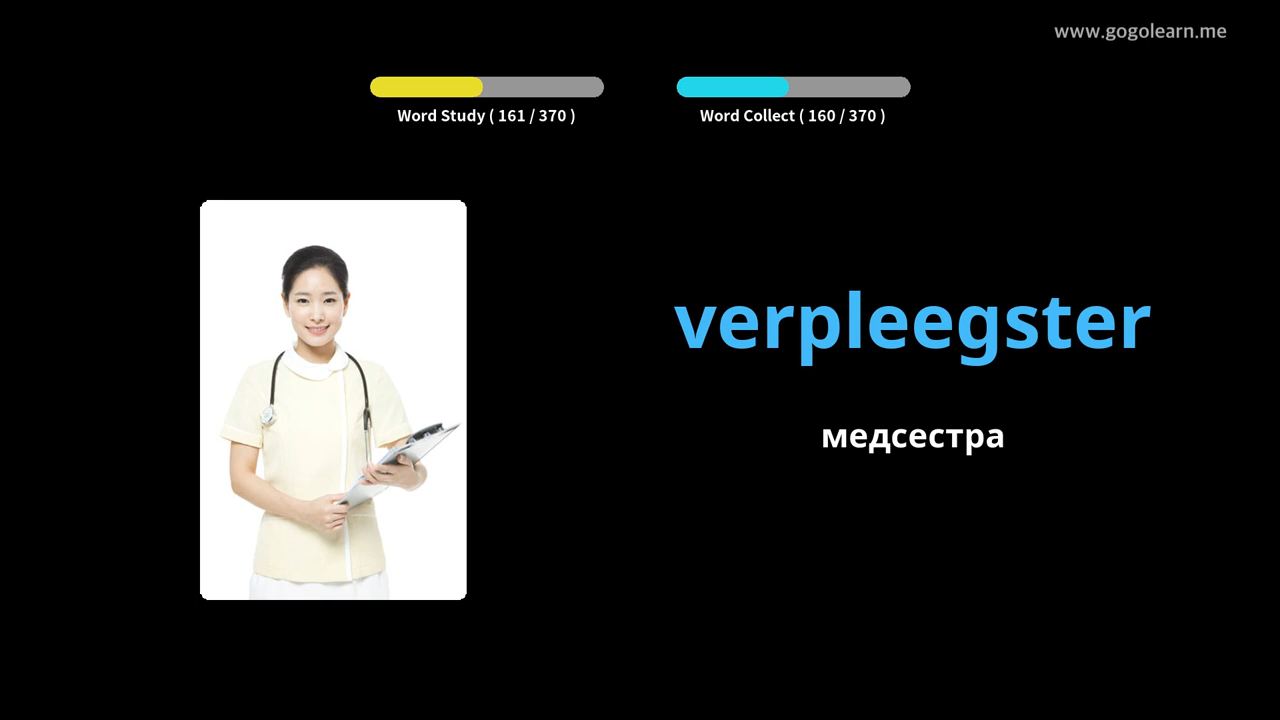 www.gogolearn.me
Word Study ( 161 / 370 )
Word Collect ( 160 / 370 )
verpleegster
медсестра